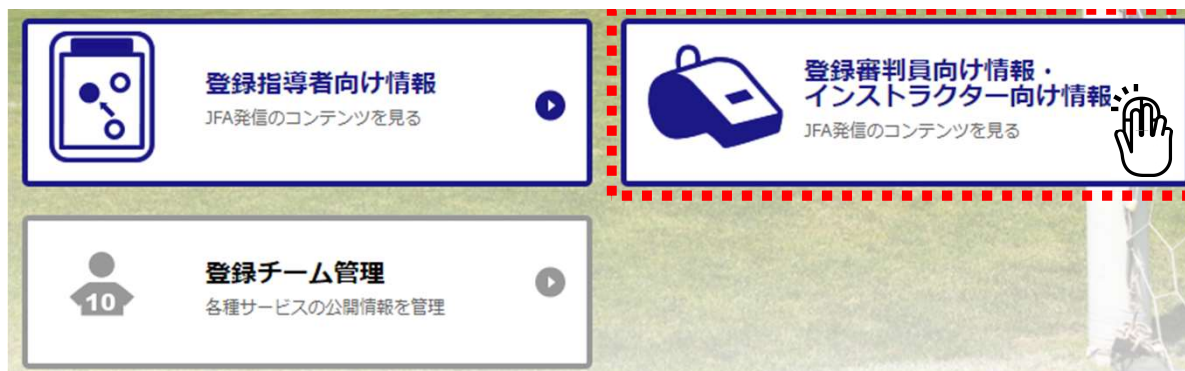 登録指導者向け情報
JFA発信のコンテンツを見る
登録審判員向け情報・
インストラクター向け情報
JFA発信のコンテンツを見る
10
登録チーム管理
各種サービスの公開情報を管理